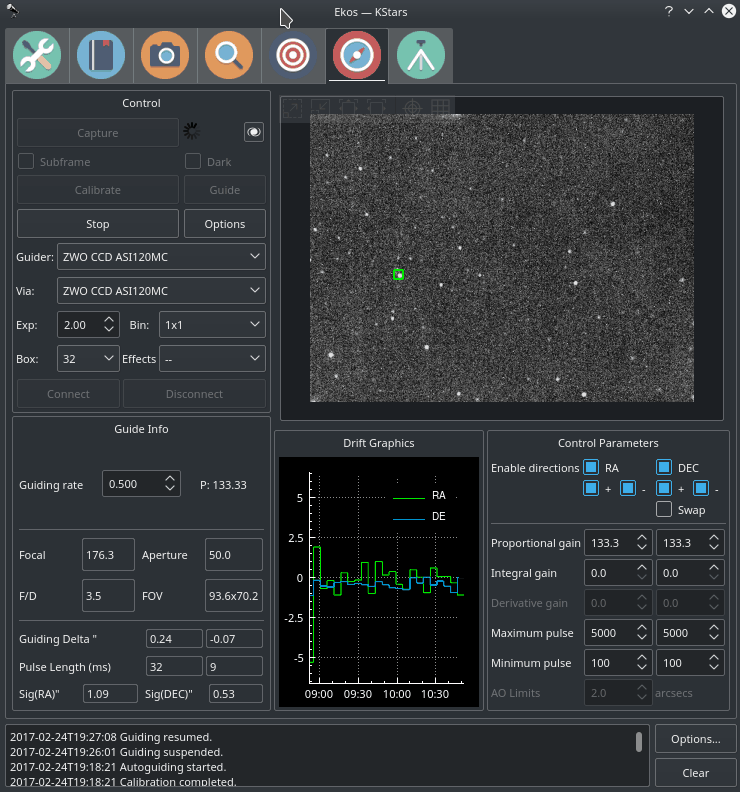 Ekos — KStars
Control
Capture
Subframe Dark
Calibrate Guide
Stop Options
Guider: ZWO CCD ASI120MC
Via: ZWO CCD ASI120MC
Exp: 2.00 Bin: 1x1
Box: 32 Effects --
Connect Disconnect
Guide Info
Guiding rate 0.500 P: 133.33
Focal 176.3 Aperture 50.0
F/D 3.5 FOV 93.6x70.2
Guiding Delta " 0.24 -0.07
Pulse Length (ms) 32 9
Sig(RA)" 1.09 Sig(DEC)" 0.53
Drift Graphics
RA
DE
5
2.5
0
-2.5
-5
09:00 09:30 10:00 10:30
Control Parameters
Enable directions RA DEC
+ - + -
Swap
Proportional gain 133.3 133.3
Integral gain 0.0 0.0
Derivative gain 0.0 0.0
Maximum pulse 5000 5000
Minimum pulse 100 100
AO Limits 2.0 arcsecs
2017-02-24T19:27:08 Guiding resumed.
2017-02-24T19:26:01 Guiding suspended.
2017-02-24T19:18:21 Autoguiding started.
2017-02-24T19:18:21 Calibration completed.
Options...
Clear